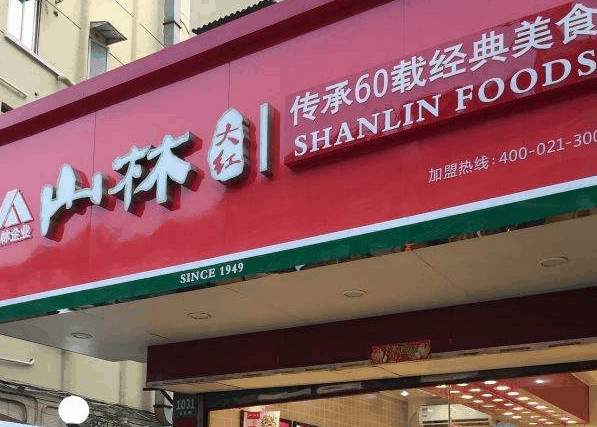 传承60载经典美食
SHANLIN FOODS
山林
大红
加盟热线：400-021-300
林企业
SINCE 1949
1031